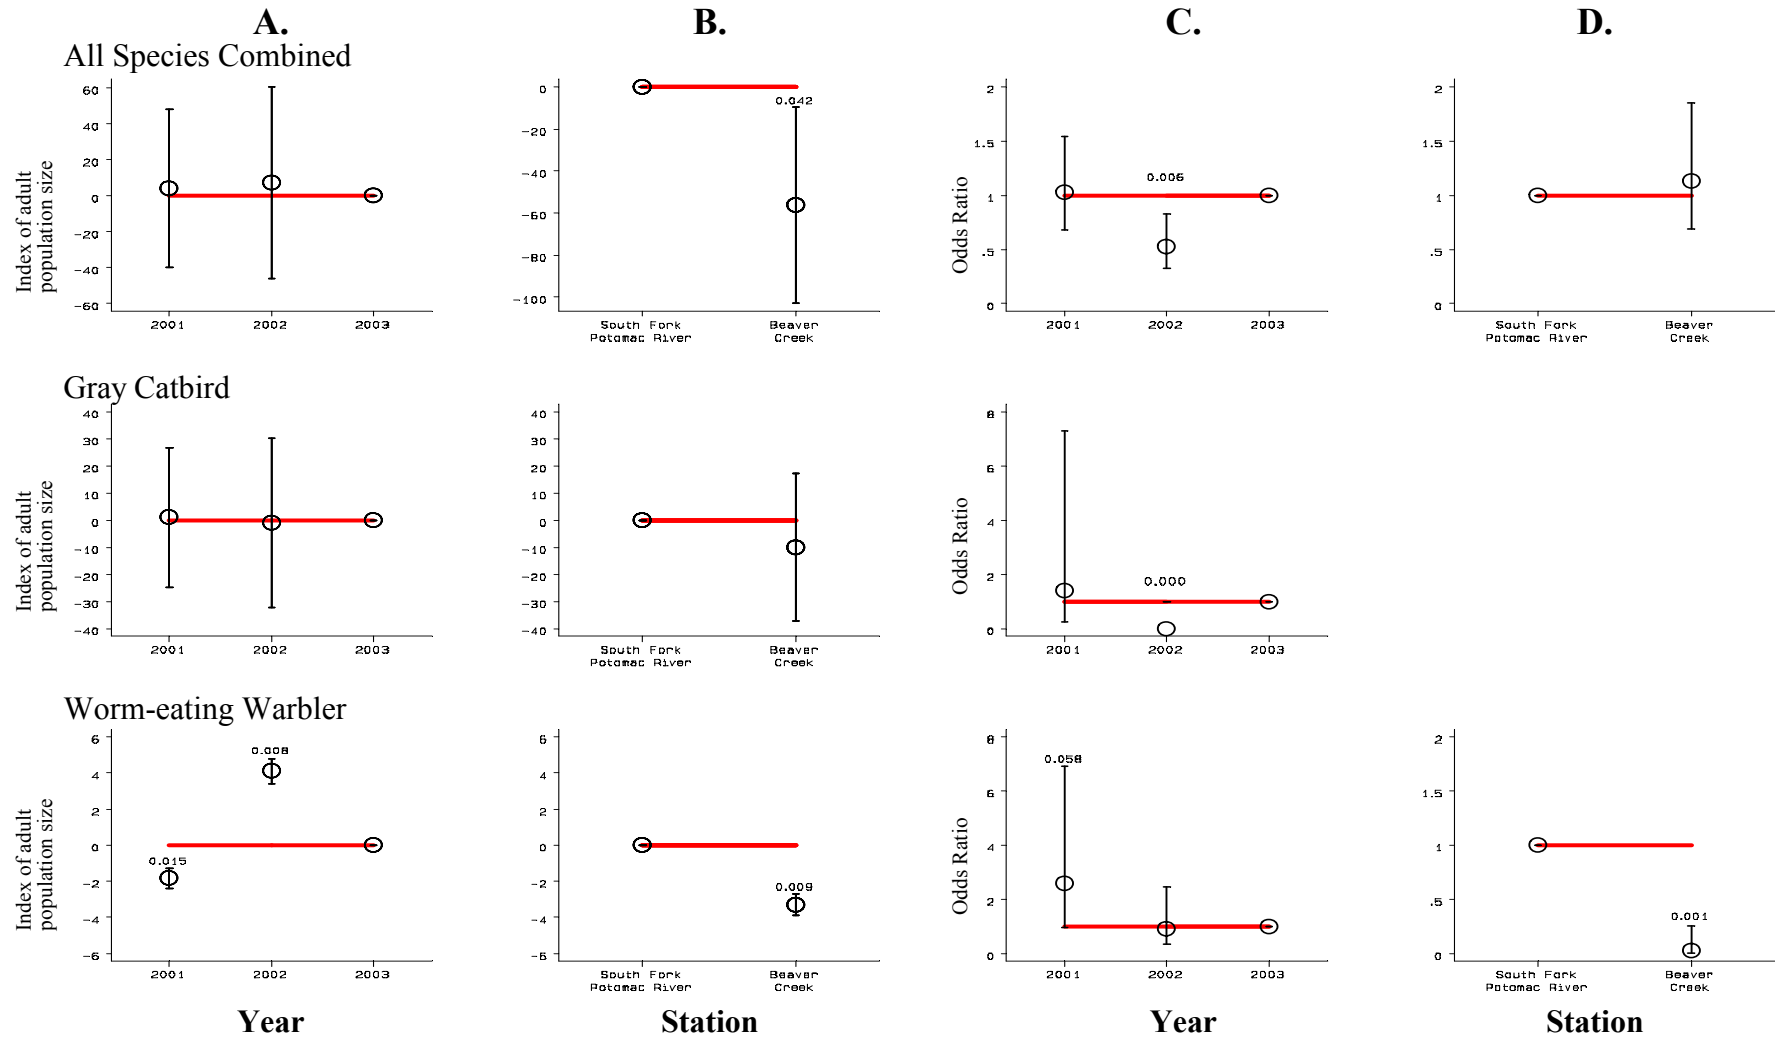 A. B. C. D.
All Species Combined
Index of adult
population size
60
40
20
0
-20
-40
-60
2001 2002 2003
0
-20
-40
-60
-80
-100
0.042
South Fork
Potomac River
Beaver
Creek
Odds Ratio
2
1.5
1
.5
0
0.006
2001 2002 2003
2
1.5
1
.5
0
South Fork
Potomac River
Beaver
Creek
Gray Catbird
Index of adult
population size
40
30
20
10
0
-10
-20
-30
-40
2001 2002 2003
40
30
20
10
0
-10
-20
-30
-40
South Fork
Potomac River
Beaver
Creek
Odds Ratio
8
6
4
2
0
0.000
2001 2002 2003
Worm-eating Warbler
Index of adult
population size
6
4
2
0
-2
-4
-6
0.015
0.008
2001 2002 2003
6
4
2
0
-2
-4
-6
0.009
South Fork
Potomac River
Beaver
Creek
Odds Ratio
8
6
4
2
0
0.058
2001 2002 2003
2
1.5
1
.5
0
0.001
South Fork
Potomac River
Beaver
Creek
Year Station Year Station